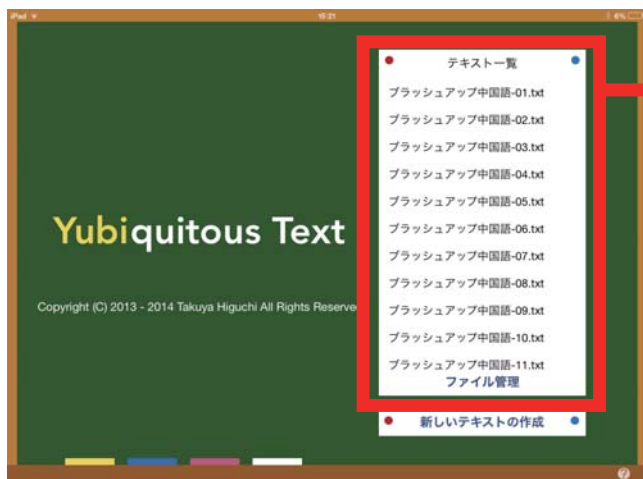 iPad
15:21
6%
テキスト一覧
ブラッシュアップ中国語-01.txt
ブラッシュアップ中国語-02.txt
ブラッシュアップ中国語-03.txt
ブラッシュアップ中国語-04.txt
ブラッシュアップ中国語-05.txt
ブラッシュアップ中国語-06.txt
ブラッシュアップ中国語-07.txt
ブラッシュアップ中国語-08.txt
ブラッシュアップ中国語-09.txt
ブラッシュアップ中国語-10.txt
ブラッシュアップ中国語-11.txt
ファイル管理
Yubiquitous Text
Copyright (C) 2013 - 2014 Takuya Higuchi All Rights Reserve
新しいテキストの作成
?